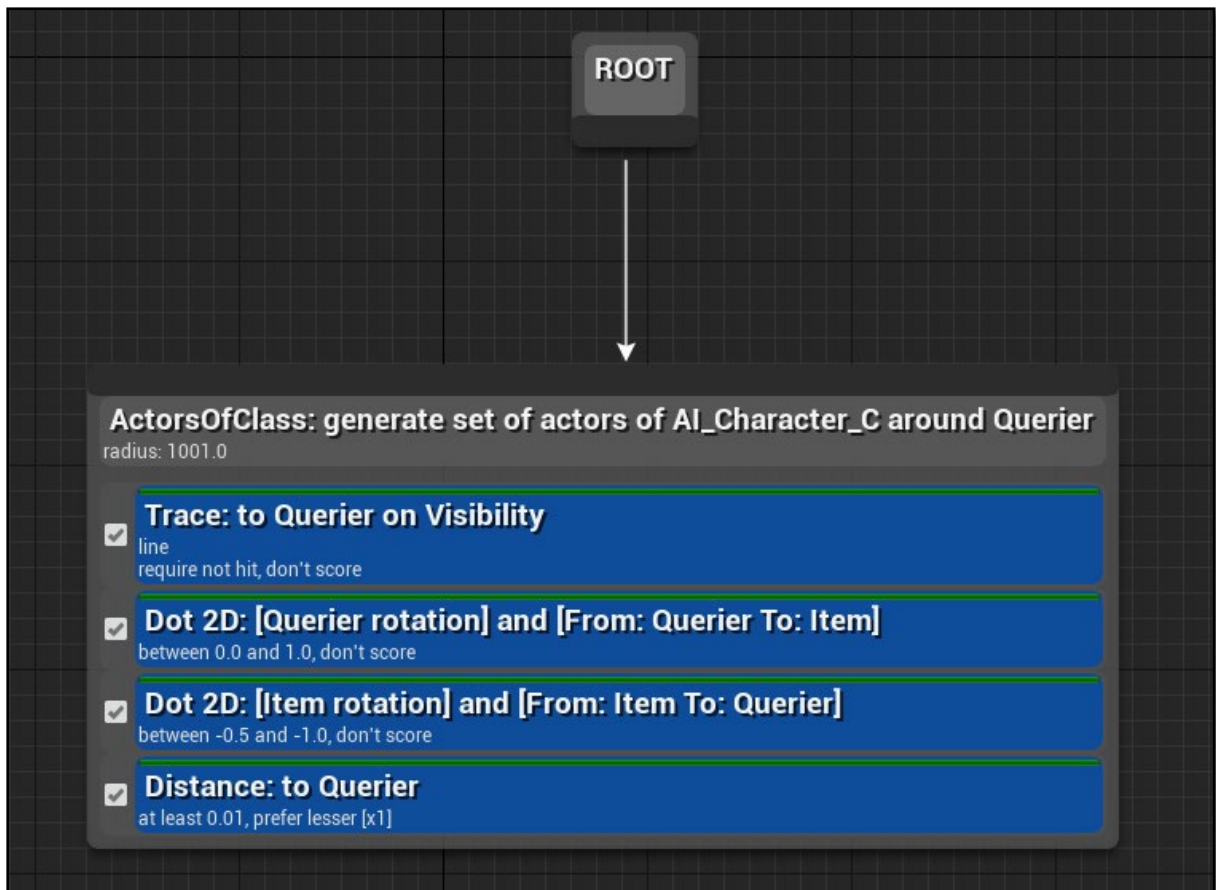 ROOT
ActorsOfClass: generate set of actors of AI_Character_C around Querier
radius: 1001.0
Trace: to Querier on Visibility
line
require not hit, don't score
Dot 2D: [Querier rotation] and [From: Querier To: Item]
between 0.0 and 1.0, don't score
Dot 2D: [Item rotation] and [From: Item To: Querier]
between -0.5 and -1.0, don't score
Distance: to Querier
at least 0.01, prefer lesser [x1]